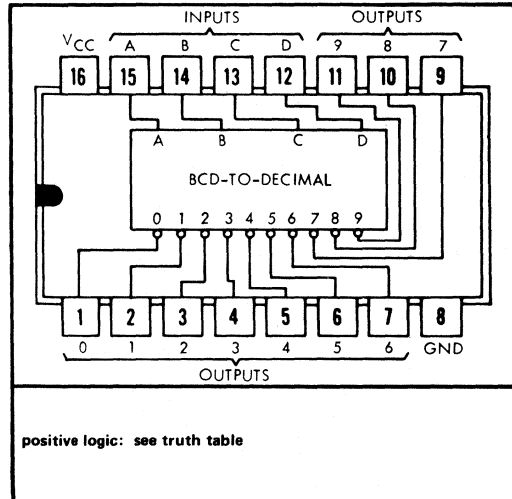 INPUTS OUTPUTS
VCC A B C D 9 8 7
16 15 14 13 12 11 10 9
A B C D
BCD-TO-DECIMAL
0 1 2 3 4 5 6 7 8 9
1 2 3 4 5 6 7 8
0 1 2 3 4 5 6 GND
OUTPUTS
positive logic: see truth table